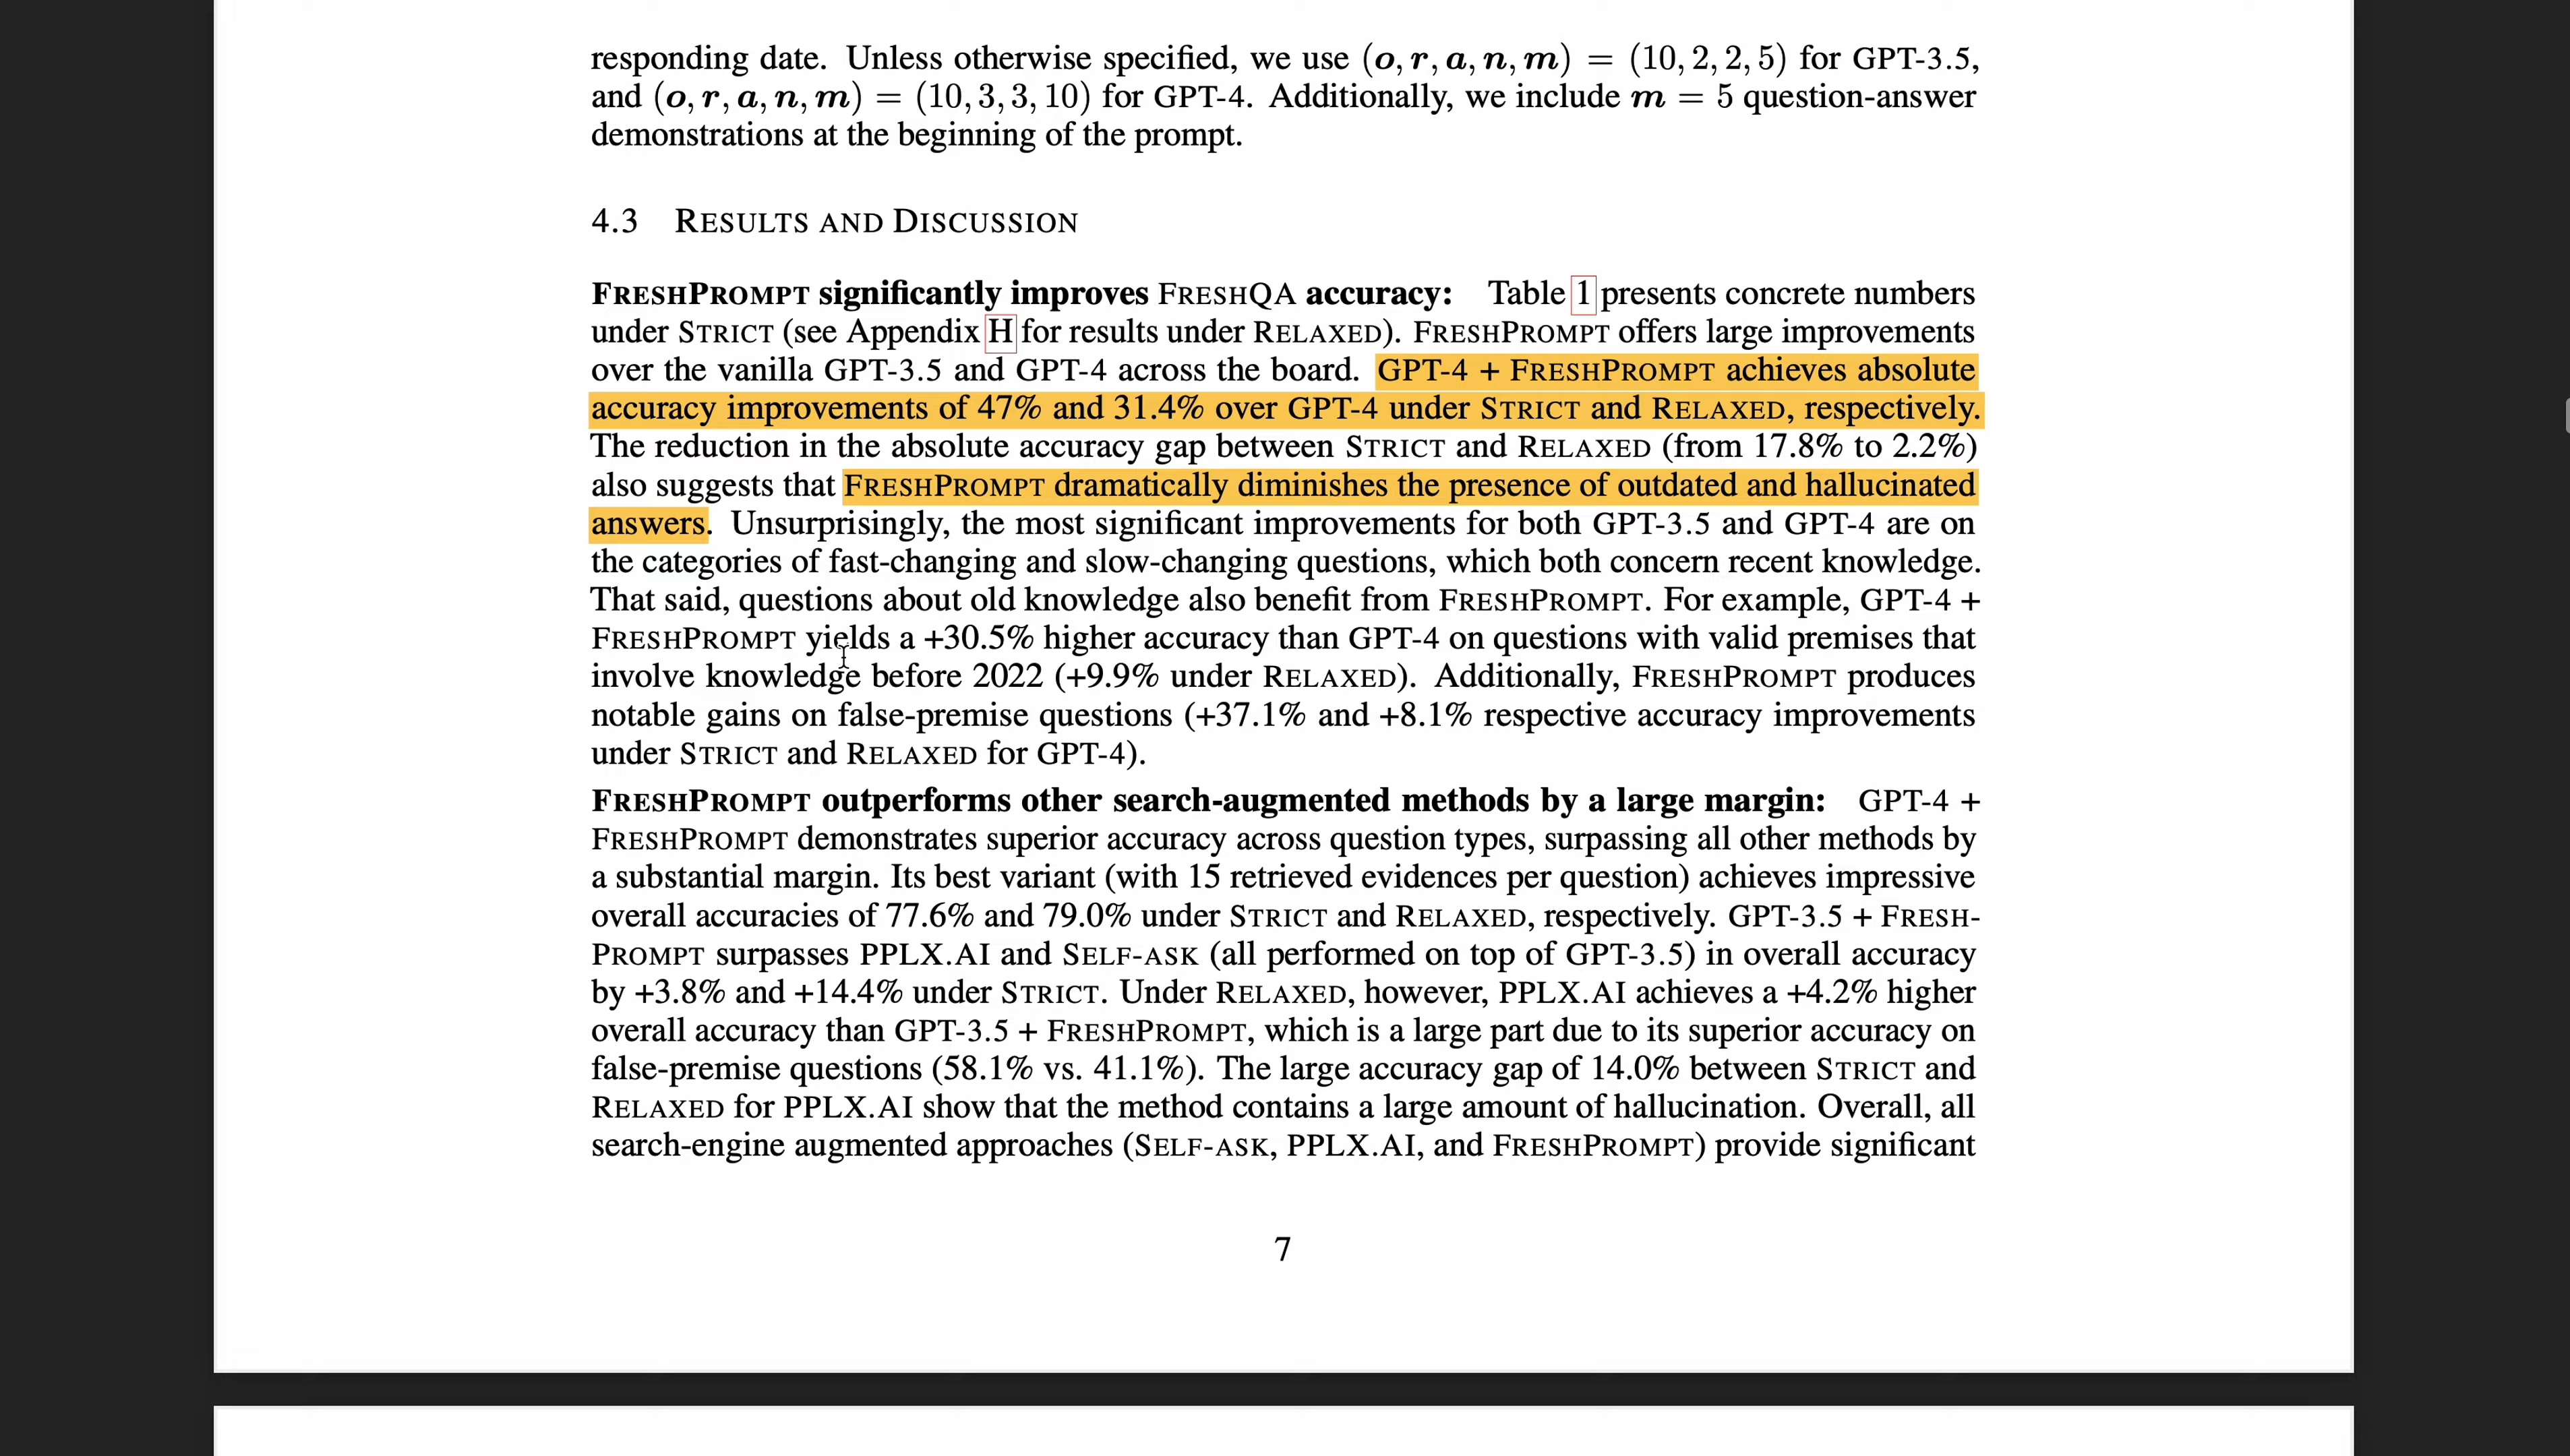 responding date. Unless otherwise specified, we use (o, r, a, n, m) = (10, 2, 2, 5) for GPT-3.5,
and (o, r, a, n, m) = (10, 3, 3, 10) for GPT-4. Additionally, we include m = 5 question-answer
demonstrations at the beginning of the prompt.
4.3 RESULTS AND DISCUSSION
FRESHPROMPT significantly improves FRESHQA accuracy: Table 1 presents concrete numbers
under STRICT (see Appendix H for results under RELAXED). FRESHPROMPT offers large improvements
over the vanilla GPT-3.5 and GPT-4 across the board. GPT-4 + FRESHPROMPT achieves absolute
accuracy improvements of 47% and 31.4% over GPT-4 under STRICT and RELAXED, respectively.
The reduction in the absolute accuracy gap between STRICT and RELAXED (from 17.8% to 2.2%)
also suggests that FRESHPROMPT dramatically diminishes the presence of outdated and hallucinated
answers. Unsurprisingly, the most significant improvements for both GPT-3.5 and GPT-4 are on
the categories of fast-changing and slow-changing questions, which both concern recent knowledge.
That said, questions about old knowledge also benefit from FRESHPROMPT. For example, GPT-4 +
FRESHPROMPT yields a +30.5% higher accuracy than GPT-4 on questions with valid premises that
involve knowledge before 2022 (+9.9% under RELAXED). Additionally, FRESHPROMPT produces
notable gains on false-premise questions (+37.1% and +8.1% respective accuracy improvements
under STRICT and RELAXED for GPT-4).
FRESHPROMPT outperforms other search-augmented methods by a large margin: GPT-4 +
FRESHPROMPT demonstrates superior accuracy across question types, surpassing all other methods by
a substantial margin. Its best variant (with 15 retrieved evidences per question) achieves impressive
overall accuracies of 77.6% and 79.0% under STRICT and RELAXED, respectively. GPT-3.5 + FRESH-
PROMPT surpasses PPLX.AI and SELF-ASK (all performed on top of GPT-3.5) in overall accuracy
by +3.8% and +14.4% under STRICT. Under RELAXED, however, PPLX.AI achieves a +4.2% higher
overall accuracy than GPT-3.5 + FRESHPROMPT, which is a large part due to its superior accuracy on
false-premise questions (58.1% vs. 41.1%). The large accuracy gap of 14.0% between STRICT and
RELAXED for PPLX.AI show that the method contains a large amount of hallucination. Overall, all
search-engine augmented approaches (SELF-ASK, PPLX.AI, and FRESHPROMPT) provide significant
7